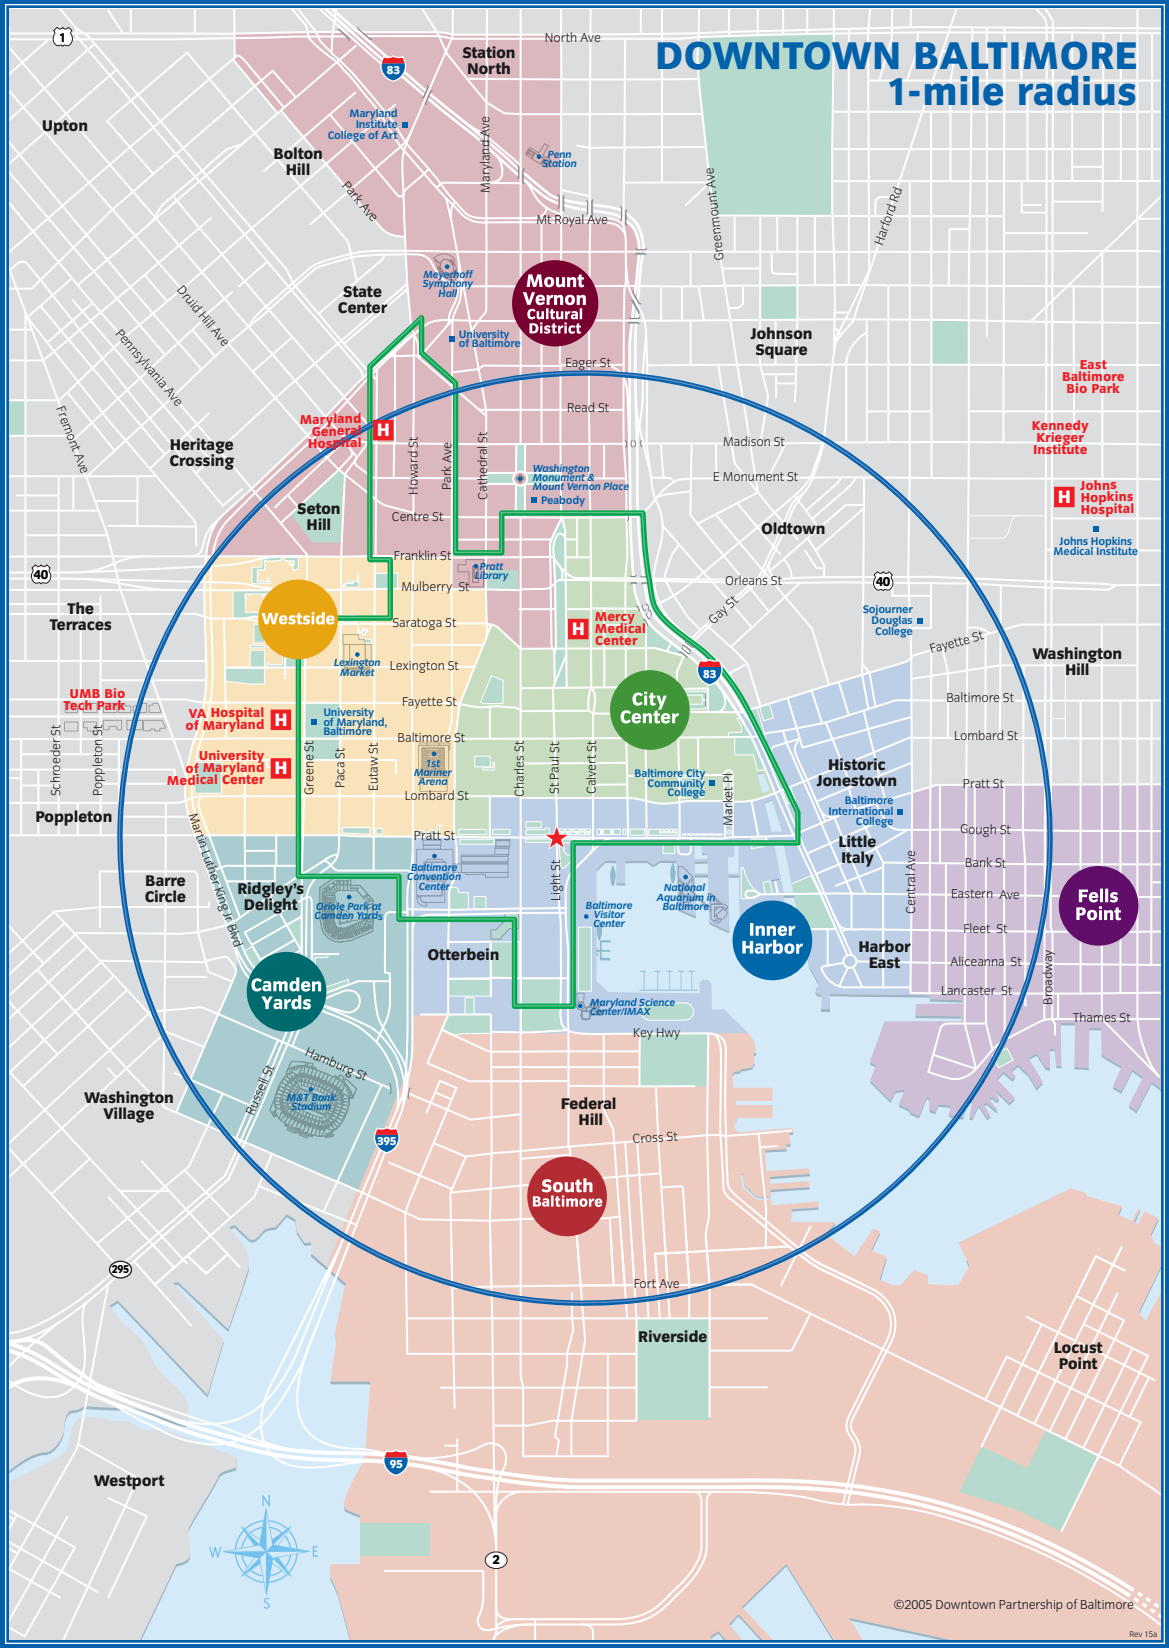 DOWNTOWN BALTIMORE
1-mile radius
1
83
North Ave
Station
North
Upton
Maryland
Institute
College of Art
Bolton
Hill
Maryland Ave
Penn
Station
Park Ave
Mt Royal Ave
Greenmount Ave
Harford Rd
Meyerhoff
Symphony
Hall
State
Center
Mount
Vernon
Cultural
District
Druid Hill Ave
Pennsylvania Ave
University
of Baltimore
Johnson
Square
Eager St
East
Baltimore
Bio Park
Read St
Fremont Ave
Maryland
General
Hospital
H
Heritage
Crossing
Howard St
Park Ave
Cathedral St
Madison St
Kennedy
Krieger
Institute
Washington
Monument &
Mount Vernon Place
Peabody
E Monument St
H
Johns
Hopkins
Hospital
Johns Hopkins
Medical Institute
Seton
Hill
Centre St
Oldtown
Franklin St
Pratt
Library
40
40
Mulberry St
Orleans St
The
Terraces
Westside
Saratoga St
H
Mercy
Medical
Center
Gay St
Sojourner
Douglas
College
Fayette St
Washington
Hill
Lexington
Market
Lexington St
83
UMB Bio
Tech Park
VA Hospital
of Maryland
H
University
of Maryland,
Baltimore
Fayette St
City
Center
Baltimore St
Schroeder St
Poppleton St
University
of Maryland
Medical Center
H
Greene St
Paca St
Eutaw St
Baltimore St
1st
Mariner
Arena
Charles St
St Paul St
Calvert St
Lombard St
Baltimore City
Community
College
Market Pl
Historic
Jonestown
Lombard St
Pratt St
Poppleton
Baltimore
International
College
Pratt St
Gough St
Martin Luther King Jr. Blvd
Little
Italy
Bank St
Baltimore
Convention
Center
Light St
Barre
Circle
Ridgley's
Delight
Oriole Park at
Camden Yards
National
Aquarium in
Baltimore
Central Ave
Eastern Ave
Fells
Point
Baltimore
Visitor
Center
Inner
Harbor
Fleet St
Otterbein
Harbor
East
Aliceanna St
Broadway
Camden
Yards
Lancaster St
Maryland Science
Center/IMAX
Thames St
Key Hwy
Hamburg St
Russell St
M&T Bank
Stadium
Washington
Village
Federal
Hill
395
Cross St
South
Baltimore
295
Fort Ave
Riverside
Locust
Point
95
Westport
N
W
E
S
2
©2005 Downtown Partnership of Baltimore
Rev 15a